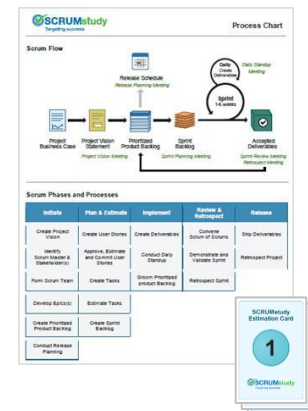 SCRUMstudy
Targeting success
Process Chart
Scrum Flow
Daily
Create
Deliverables
Daily Standup
Meeting
Release Schedule
Release Planning Meeting
Sprint
1-6 weeks
Project
Business Case
Project Vision
Statement
Prioritized
Product Backlog
Sprint
Backlog
Accepted
Deliverables
Project Vision Meeting
Sprint Planning Meeting
Sprint Review Meeting
Retrospect Meeting
Scrum Phases and Processes
Initiate
Plan & Estimate
Implement
Review &
Retrospect
Release
Create Project
Vision
Create User Stories
Create Deliverables
Convene
Scrum of Scrums
Ship Deliverables
Identify
Scrum Master &
Stakeholder(s)
Approve, Estimate
and Commit User
Stories
Conduct Daily
Standup
Demonstrate and
Validate Sprint
Retrospect Project
Form Scrum Team
Create Tasks
Groom Prioritized
product Backlog
Retrospect Sprint
Develop Epic(s)
Estimate Tasks
Create Prioritized
Product Backlog
Create Sprint
Backlog
Conduct Release
Planning
SCRUMstudy
Estimation Card
1
SCRUMstudy
Targeting success